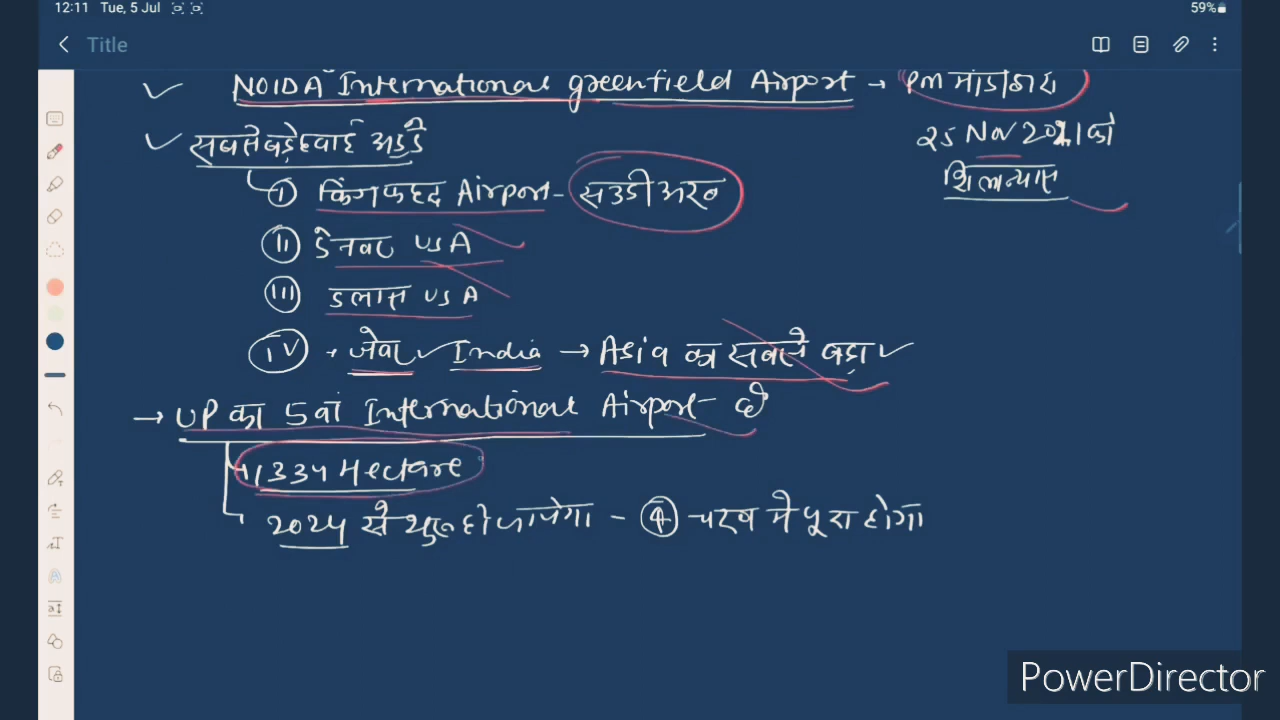 12:11 Tue, 5 Jul
59%
Title
NOIDA International greenfield Airport → PM मोदी द्वारा
25 Nov 2021 को
शिलान्यास
सबसे बड़े हवाई अड्डे
i किंग फहद Airport - सउदी अरब
ii डेनवर USA
iii डलास USA
iv जेवर India → Asia का सबसे बड़ा
→ UP का 5वां International Airport है
1334 Hectare
2024 से शुरू हो जायेगा - 4 चरण में पूरा होगा
PowerDirector